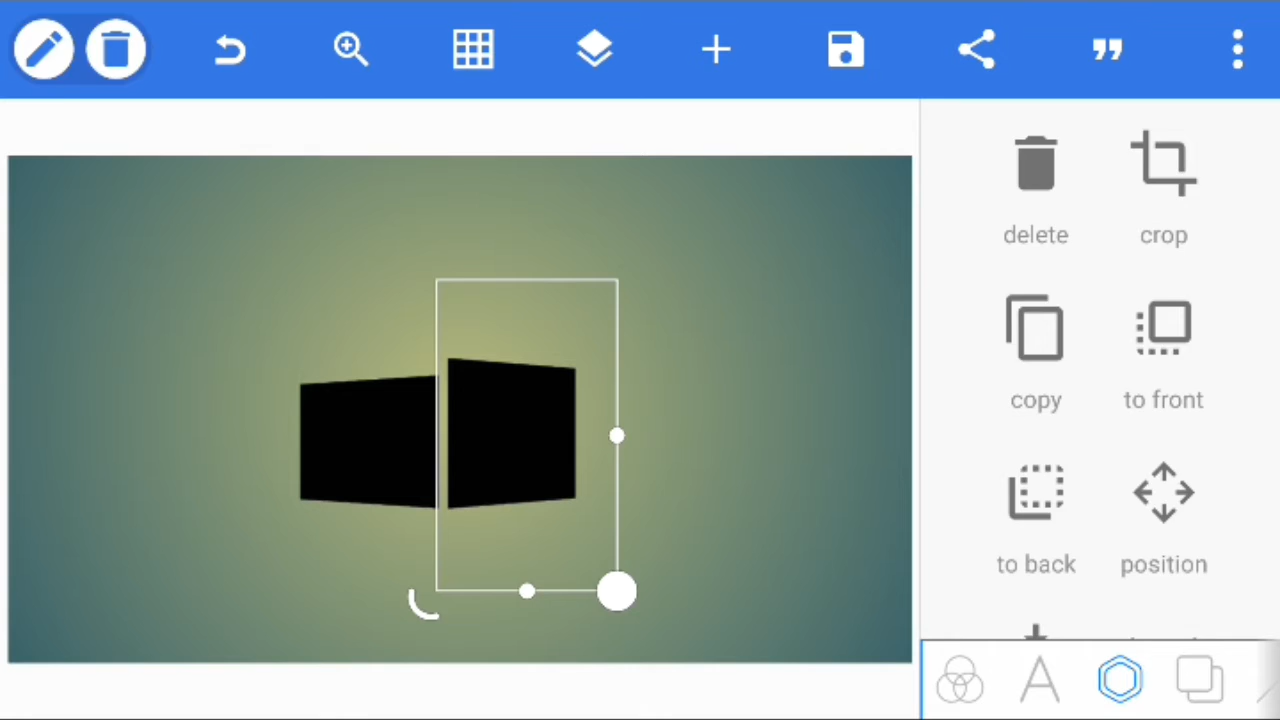 delete
crop
copy
to front
to back
position